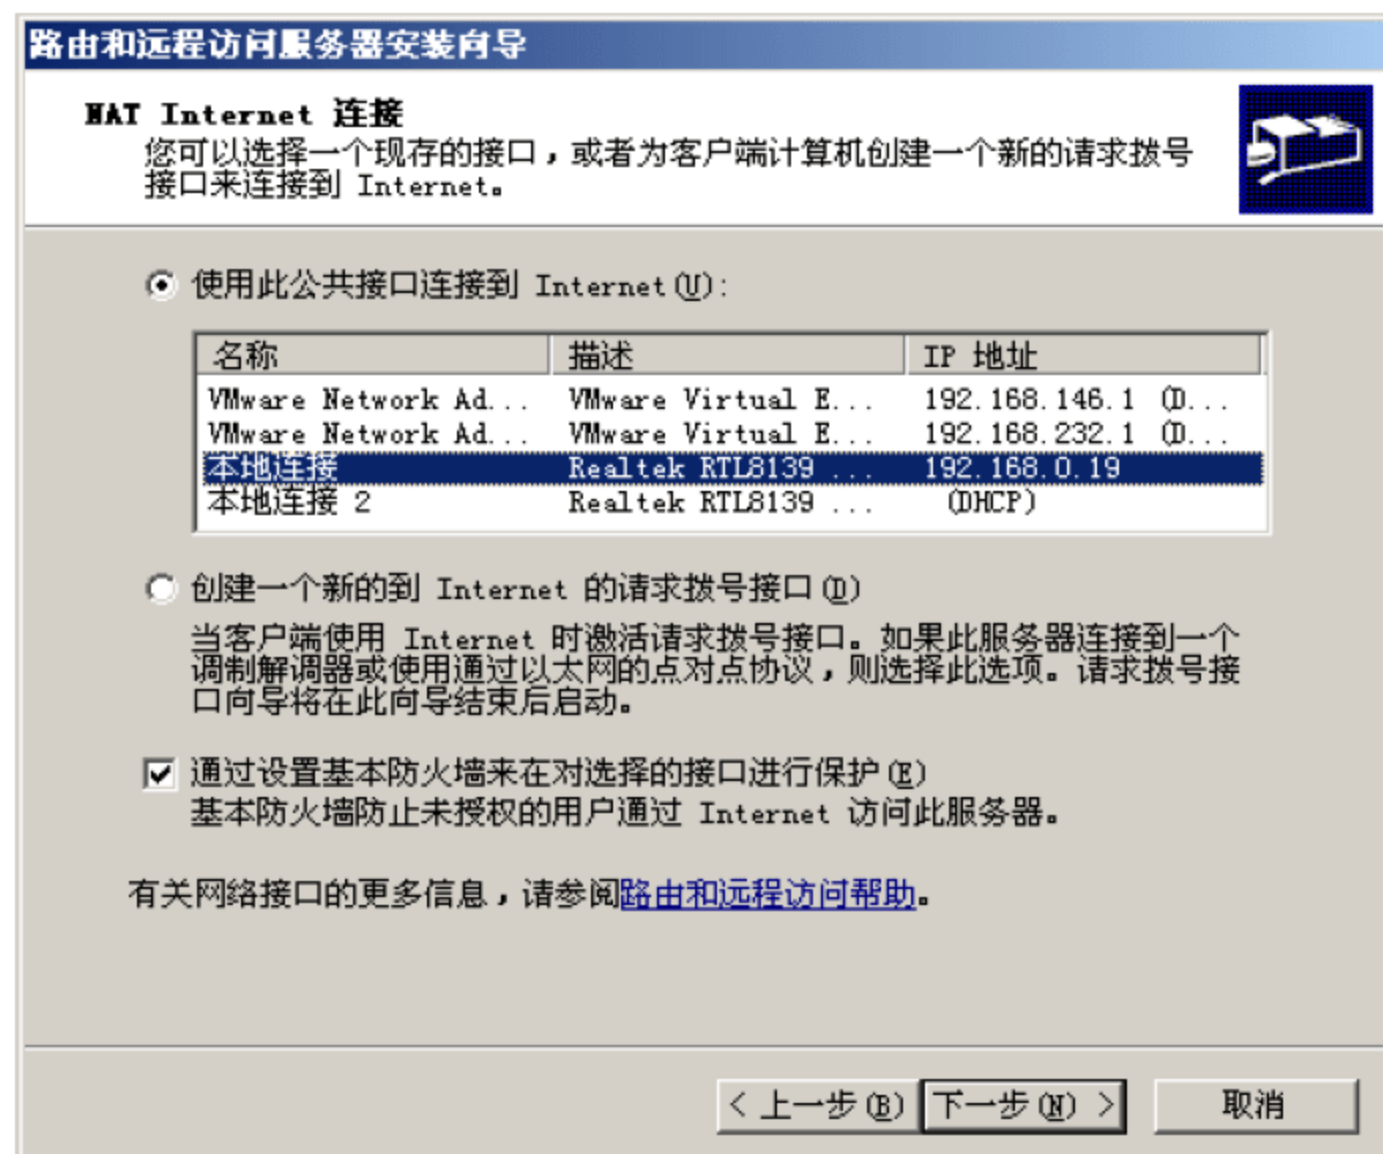 路由和远程访问服务器安装向导
NAT Internet 连接
您可以选择一个现存的接口，或者为客户端计算机创建一个新的请求拨号
接口来连接到 Internet。
使用此公共接口连接到 Internet(U):
名称 描述 IP 地址
VMware Network Ad... VMware Virtual E... 192.168.146.1 (D...
VMware Network Ad... VMware Virtual E... 192.168.232.1 (D...
本地连接 Realtek RTL8139 ... 192.168.0.19
本地连接 2 Realtek RTL8139 ... (DHCP)
创建一个新的到 Internet 的请求拨号接口(D)
当客户端使用 Internet 时激活请求拨号接口。如果此服务器连接到一个
调制解调器或使用通过以太网的点对点协议，则选择此选项。请求拨号接
口向导将在此向导结束后启动。
通过设置基本防火墙来在对选择的接口进行保护(E)
基本防火墙防止未授权的用户通过 Internet 访问此服务器。
有关网络接口的更多信息，请参阅路由和远程访问帮助。
< 上一步(B) 下一步(N) > 取消